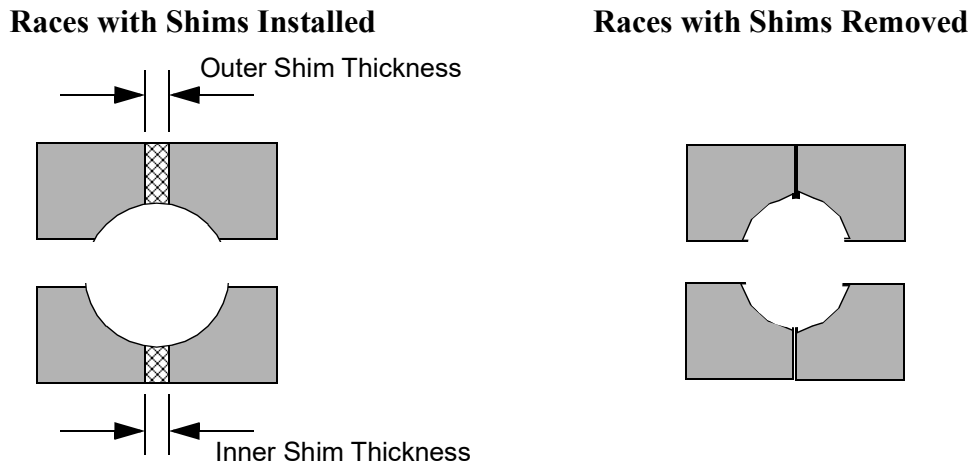 Races with Shims Installed
Races with Shims Removed
Outer Shim Thickness
Inner Shim Thickness